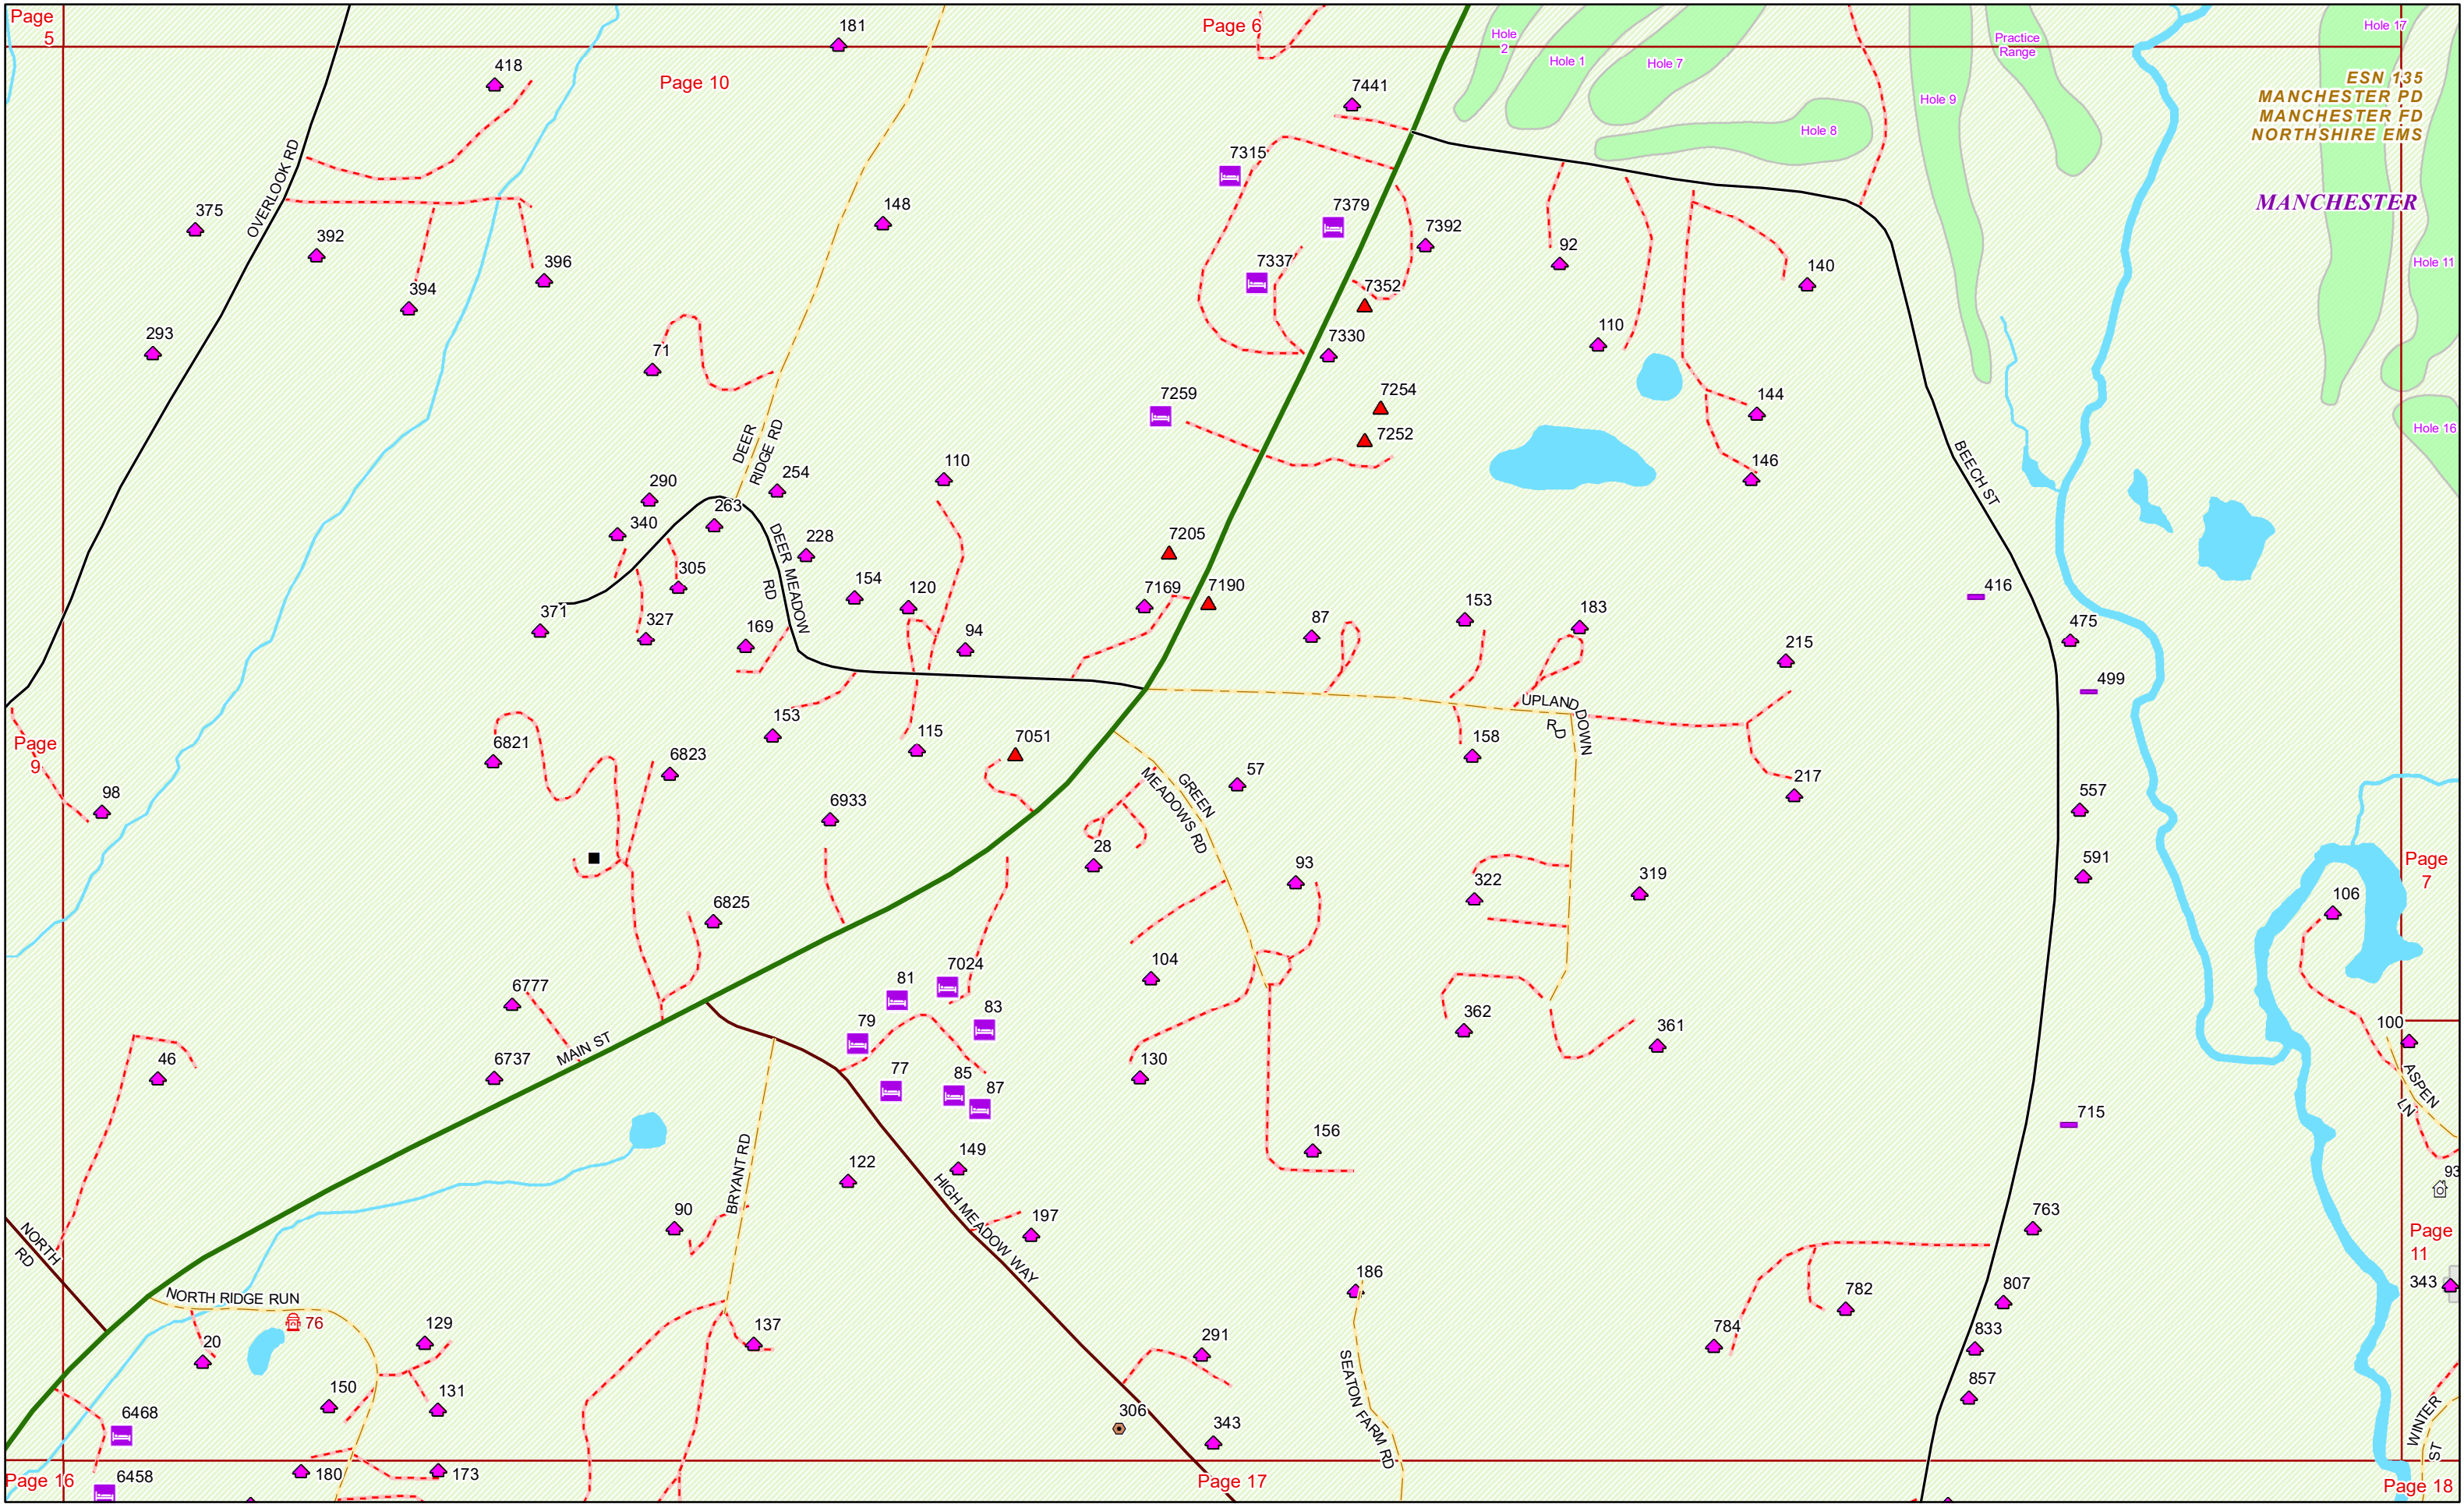 Page
5
181
Page 6
Hole
2
Hole 1
Hole 7
Practice
Range
Hole 17
418
Page 10
7441
Hole 9
Hole 8
ESN 135
MANCHESTER PD
MANCHESTER FD
NORTHSHIRE EMS
MANCHESTER
OVERLOOK RD
375
392
396
394
293
148
71
7315
7379
7337
7392
7352
7330
92
110
140
Hole 11
7259
7254
7252
144
146
Hole 16
DEER
RIDGE RD
290
254
110
340
263
228
DEER MEADOW
RD
305
154
120
371
327
169
94
7205
7169
7190
BEECH ST
416
475
499
87
153
183
215
UPLAND
RD
DOWN
RD
158
217
Page
9
98
6821
6823
153
115
7051
6933
GREEN
MEADOWS RD
57
28
93
557
591
322
319
Page
7
106
6825
6777
6737
MAIN ST
81
7024
79
83
77
85
87
104
130
362
361
100
ASPEN
LN
46
715
156
149
122
BRYANT RD
90
HIGH MEADOW WAY
197
763
93
Page
11
343
NORTH
RD
NORTH RIDGE RUN
76
20
129
150
131
137
186
SEATON FARM RD
291
306
343
782
784
807
833
857
6468
WINTER
ST
Page 16
6458
180
173
Page 17
Page 18